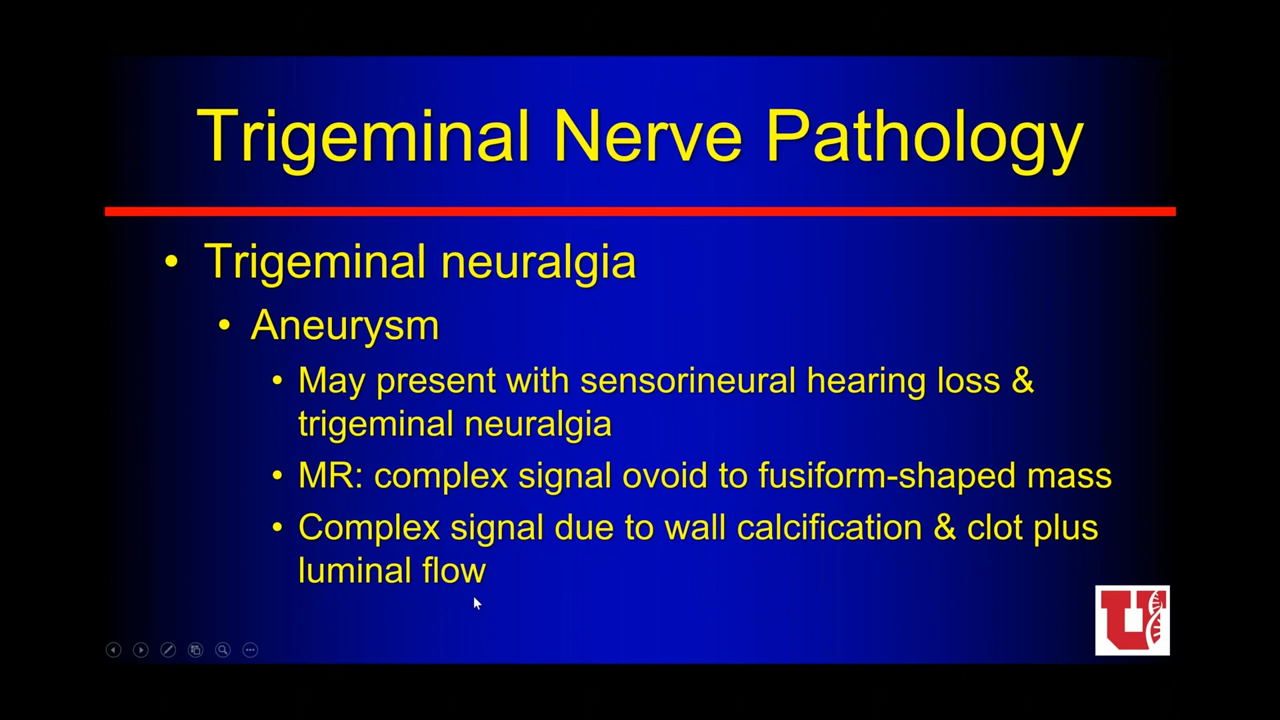 Trigeminal Nerve Pathology
• Trigeminal neuralgia
• Aneurysm
• May present with sensorineural hearing loss &
trigeminal neuralgia
• MR: complex signal ovoid to fusiform-shaped mass
• Complex signal due to wall calcification & clot plus
luminal flow
U